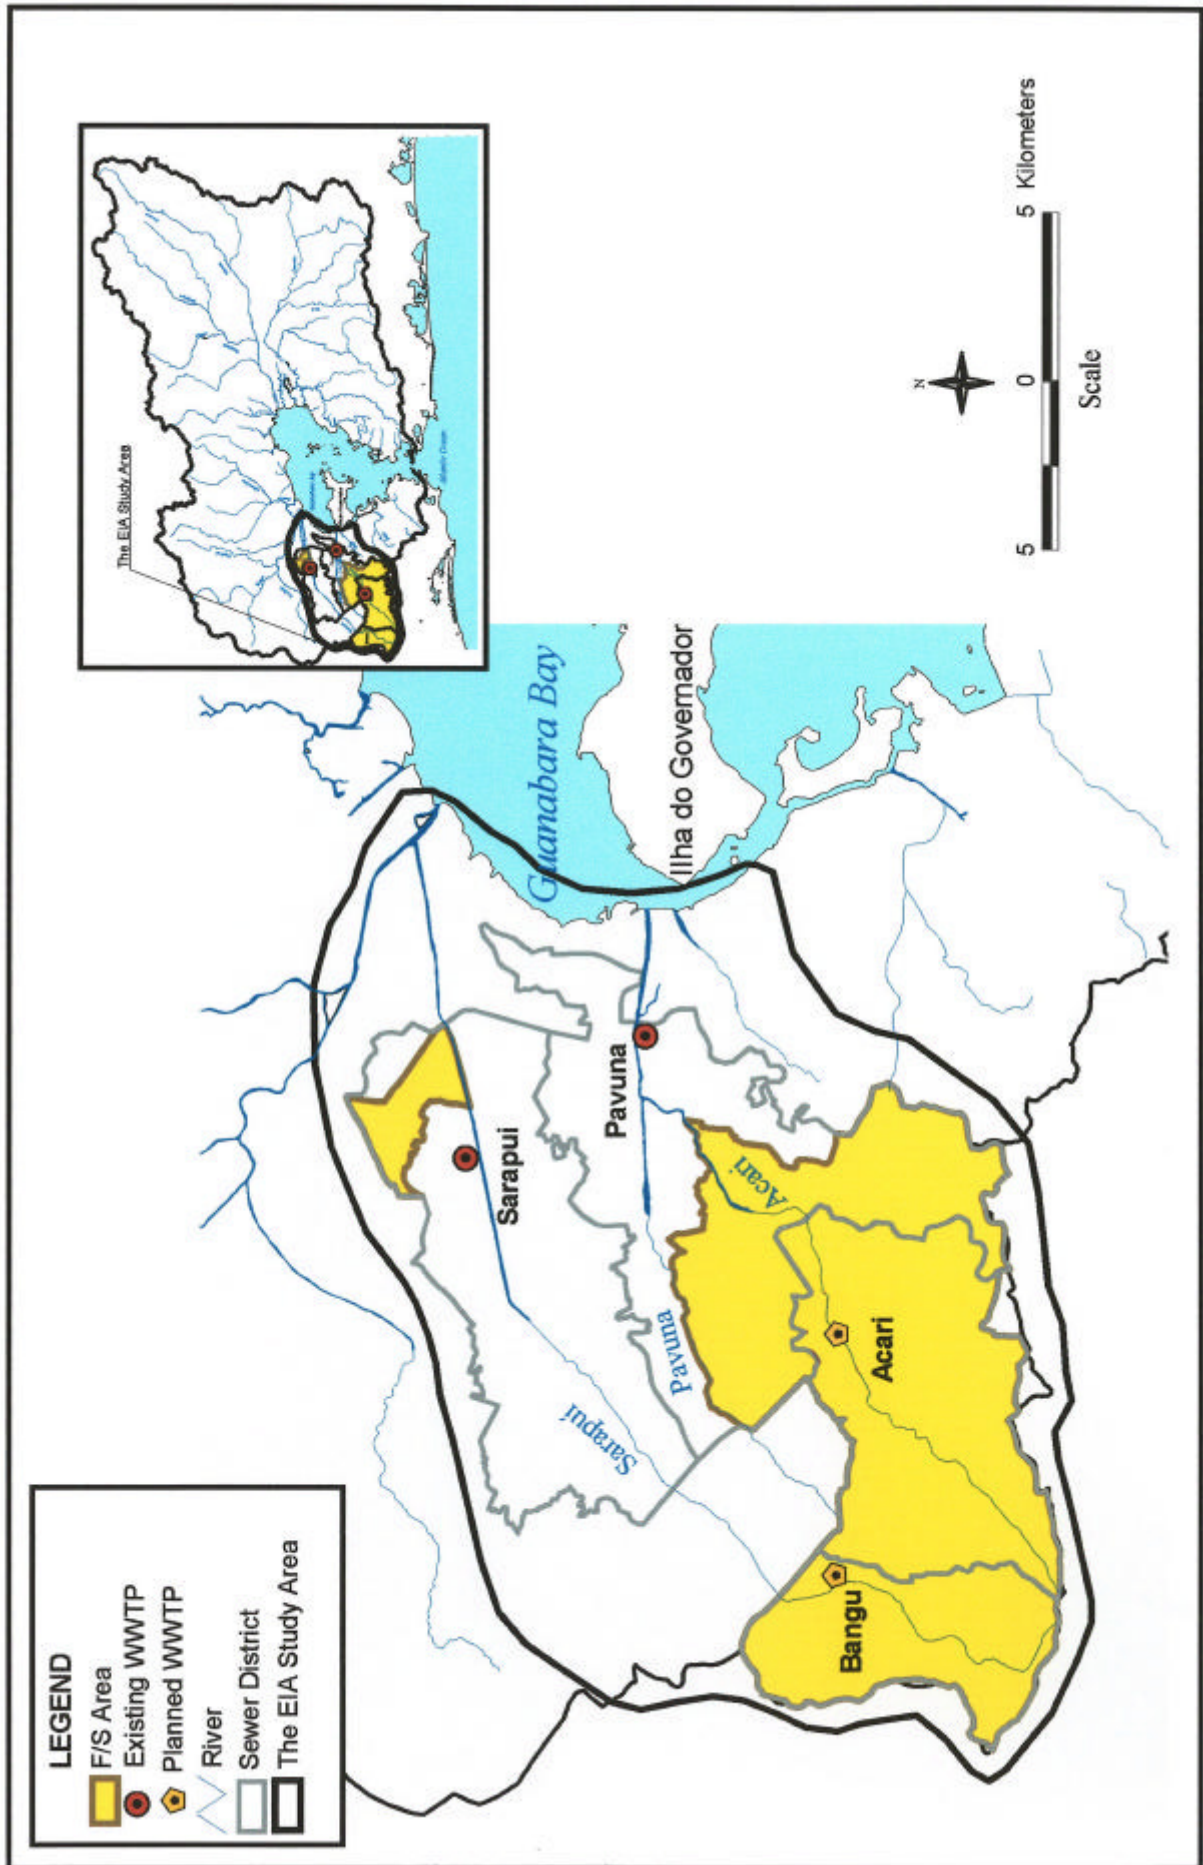 LEGEND
F/S Area
Existing WWTP
Planned WWTP
River
Sewer District
The EIA Study Area
The EIA Study Area
Guanabara Bay
Ilha do Governador
Sarapui
Pavuna
Sarapui
Pavuna
Acari
Acari
Bangu
N
5 0 5 Kilometers
Scale